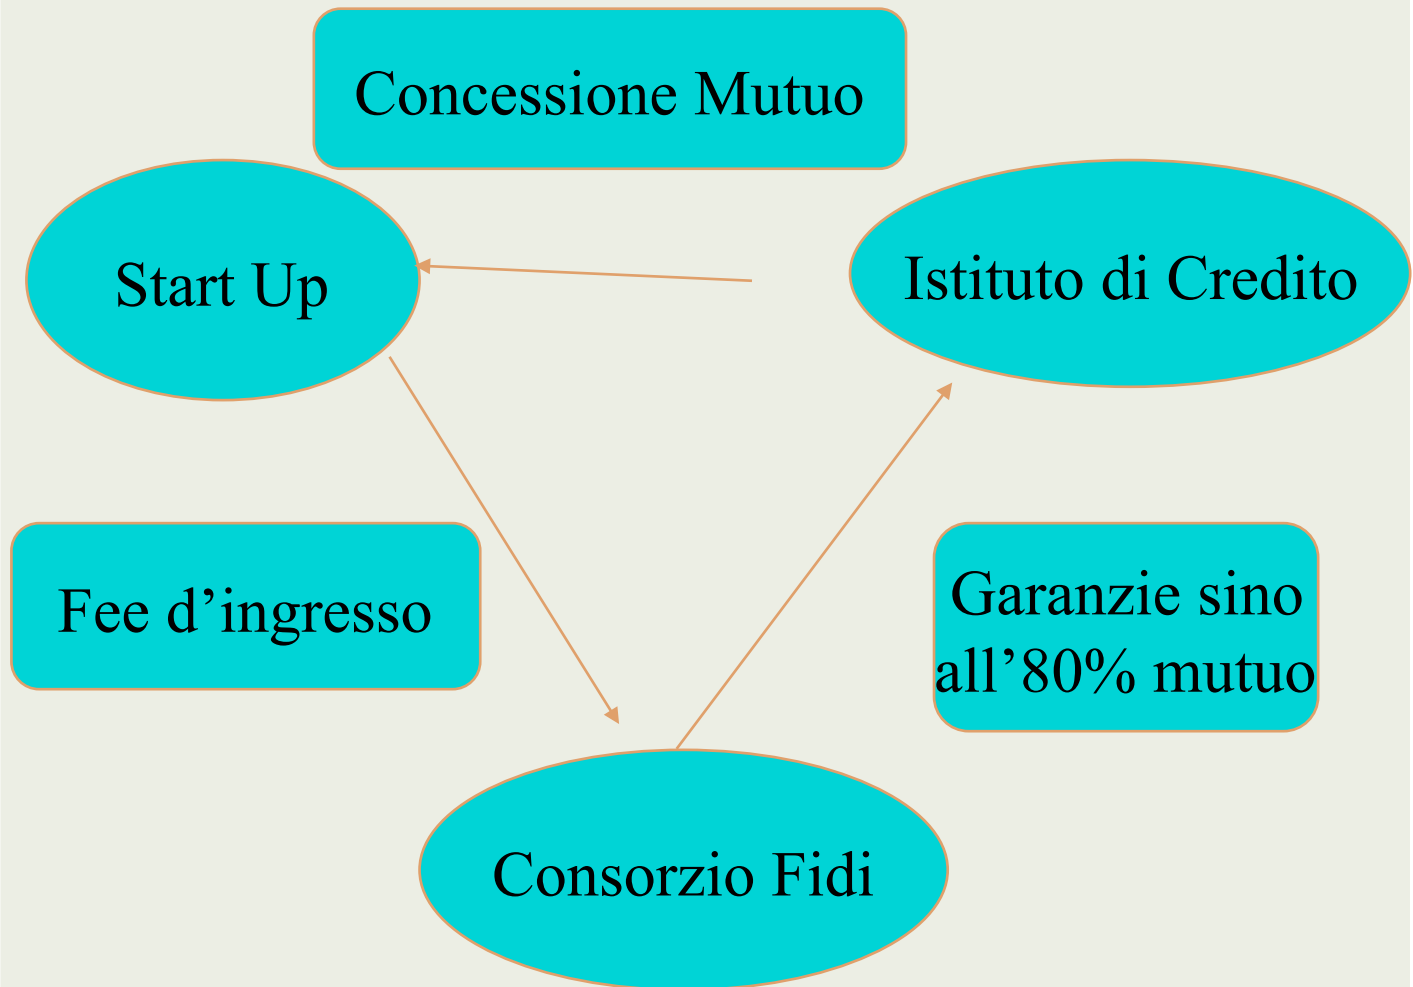 Concessione Mutuo
Start Up
Istituto di Credito
Fee d’ingresso
Garanzie sino
all’80% mutuo
Consorzio Fidi